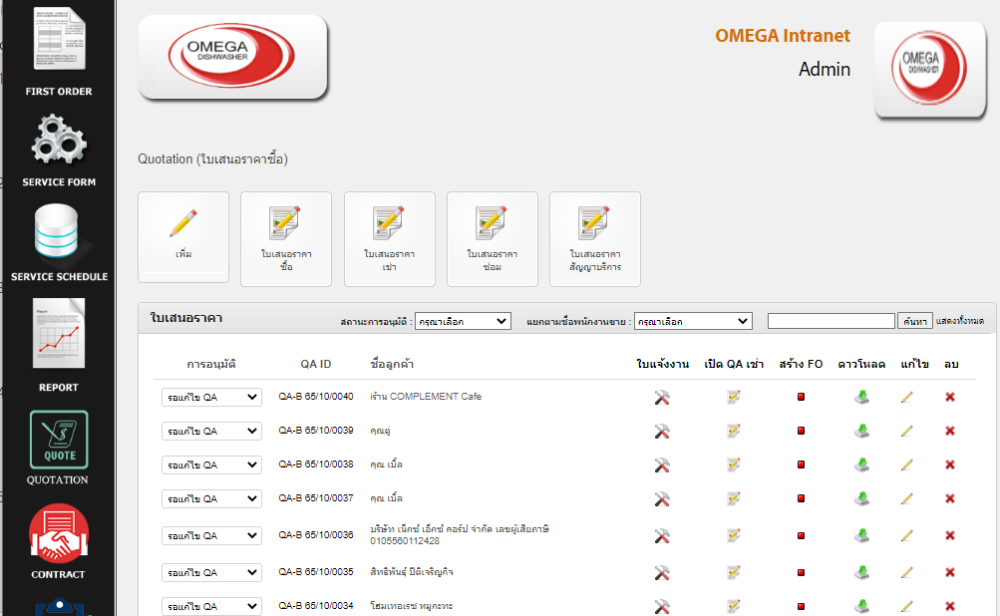 FIRST ORDER
SERVICE FORM
SERVICE SCHEDULE
Report
REPORT
QUOTE
QUOTATION
CONTRACT
OMEGA
DISHWASHER
OMEGA Intranet
Admin
OMEGA
DISHWASHER
Quotation (ใบเสนอราคาซื้อ)
เพิ่ม
ใบเสนอราคา
ซื้อ
ใบเสนอราคา
เช่า
ใบเสนอราคา
ซ่อม
ใบเสนอราคา
สัญญาบริการ
ใบเสนอราคา สถานะการอนุมัติ : กรุณาเลือก แยกตามชื่อพนักงานขาย : กรุณาเลือก ค้นหา แสดงทั้งหมด
การอนุมัติ QA ID ชื่อลูกค้า ใบแจ้งงาน เปิด QA เช่า สร้าง FO ดาวโหลด แก้ไข ลบ
รอแก้ไข QA QA-B 65/10/0040 iร้าน COMPLEMENT Cafe
รอแก้ไข QA QA-B 65/10/0039 คุณตู่
รอแก้ไข QA QA-B 65/10/0038 คุณ เบิ้ล
รอแก้ไข QA QA-B 65/10/0037 คุณ เบิ้ล
รอแก้ไข QA QA-B 65/10/0036 บริษัท เน็กซ์ เอ็กซ์ คอร์ป จำกัด เลขผู้เสียภาษี
0105560112428
รอแก้ไข QA QA-B 65/10/0035 สิทธิพันธุ์ ปิติเจริญกิจ
รอแก้ไข QA QA-B 65/10/0034 โฮมเทอเรซ หมูกะทะ